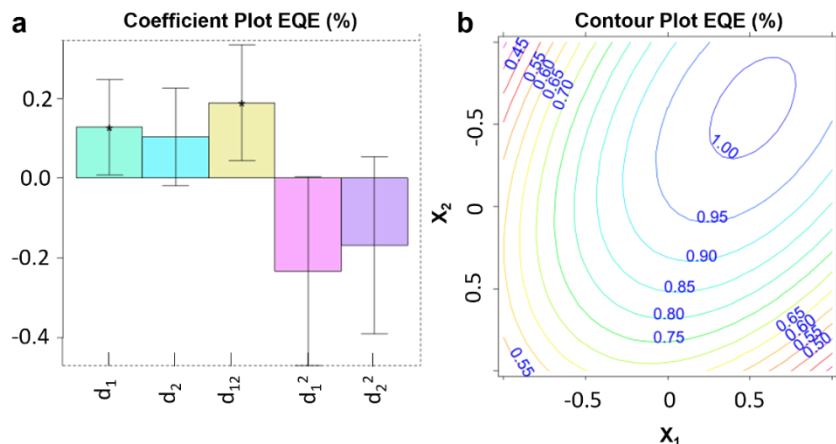 a
Coefficient Plot EQE (%)
0.2
0.0
-0.2
-0.4
d1
d2
d12
d1²
d2²
b
Contour Plot EQE (%)
0.45
0.55
0.60
0.65
0.70
1.00
0.95
0.90
0.85
0.80
0.75
0.65
0.60
0.55
0.50
0.55
X2
-0.5
0
0.5
-0.5
0
0.5
X1